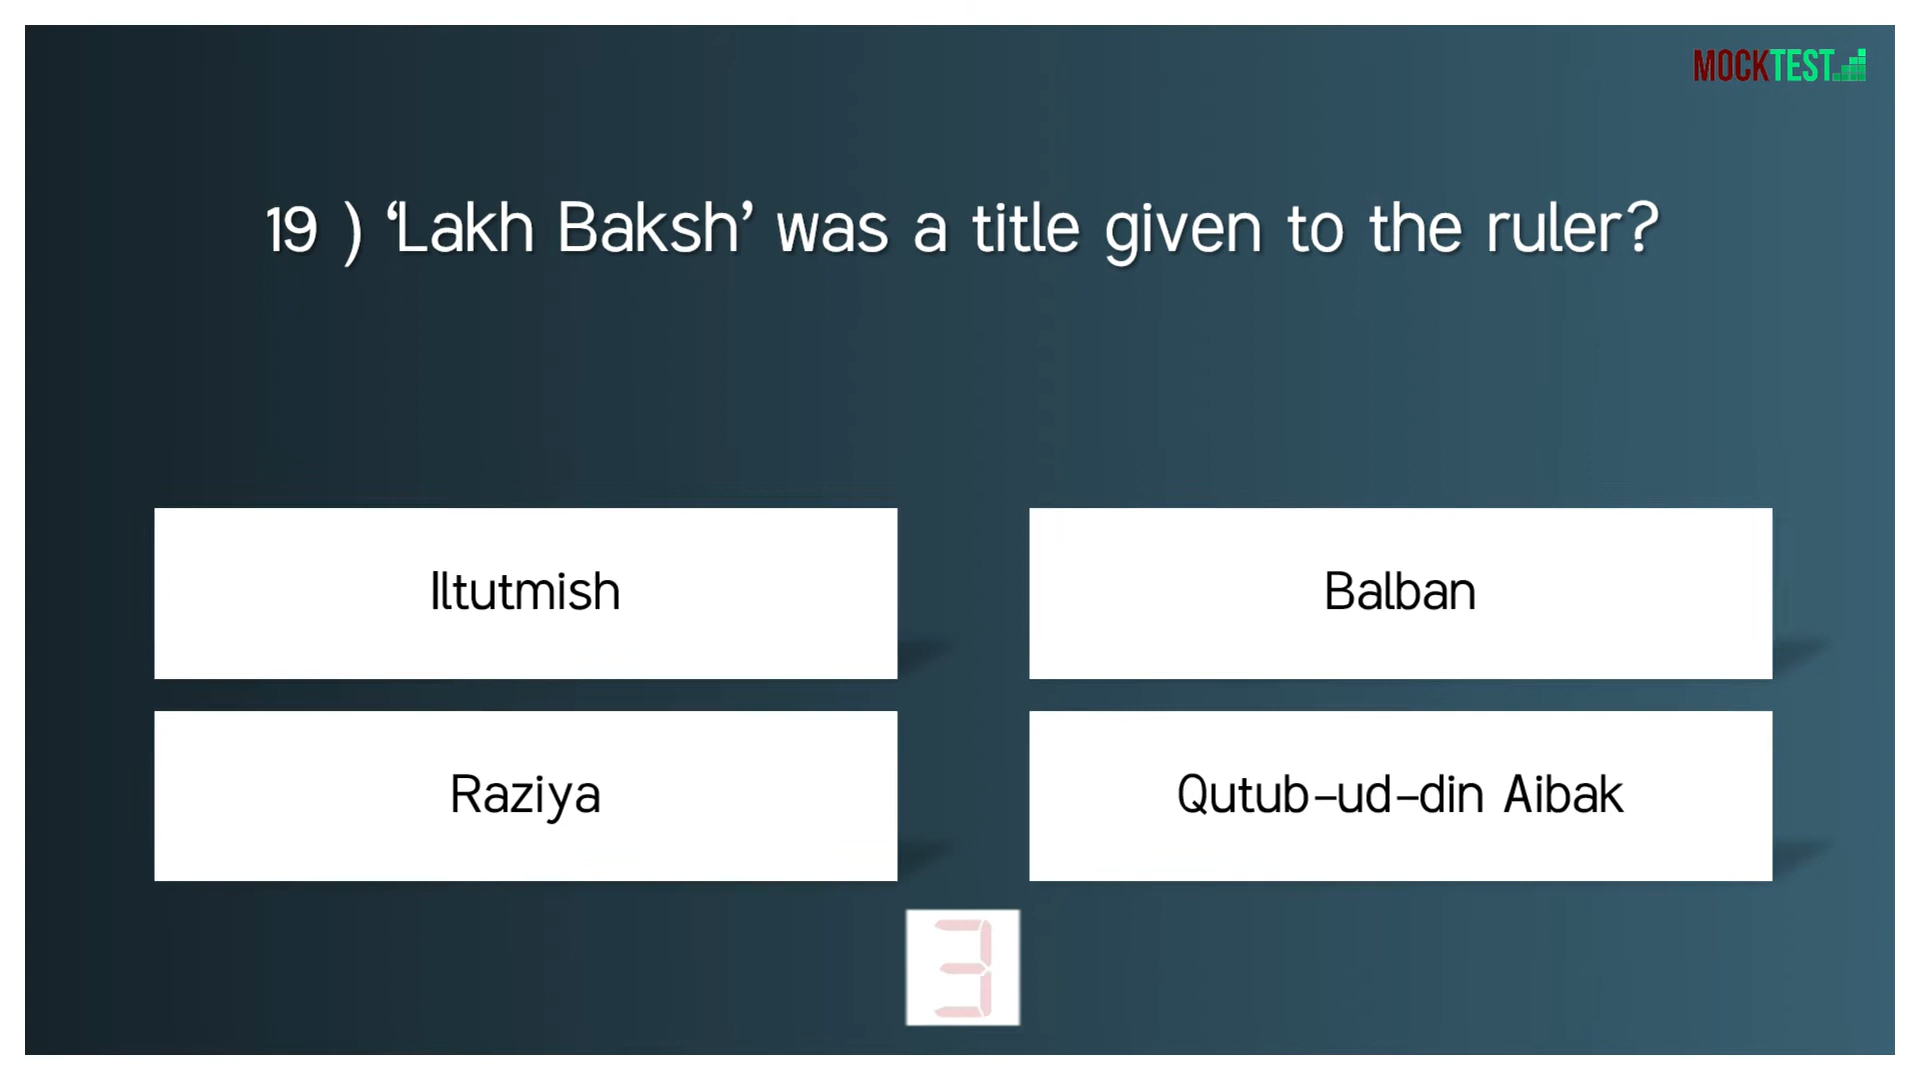 MOCKTEST
19 ) ‘Lakh Baksh’ was a title given to the ruler?
Iltutmish
Balban
Raziya
Qutub-ud-din Aibak
3